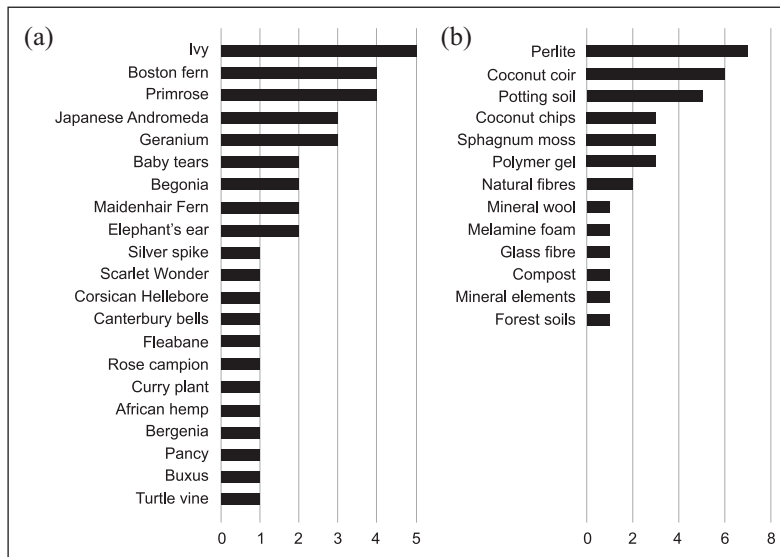 (a)
Ivy
Boston fern
Primrose
Japanese Andromeda
Geranium
Baby tears
Begonia
Maidenhair Fern
Elephant's ear
Silver spike
Scarlet Wonder
Corsican Hellebore
Canterbury bells
Fleabane
Rose campion
Curry plant
African hemp
Bergenia
Pancy
Buxus
Turtle vine
0 1 2 3 4 5
(b)
Perlite
Coconut coir
Potting soil
Coconut chips
Sphagnum moss
Polymer gel
Natural fibres
Mineral wool
Melamine foam
Glass fibre
Compost
Mineral elements
Forest soils
0 2 4 6 8